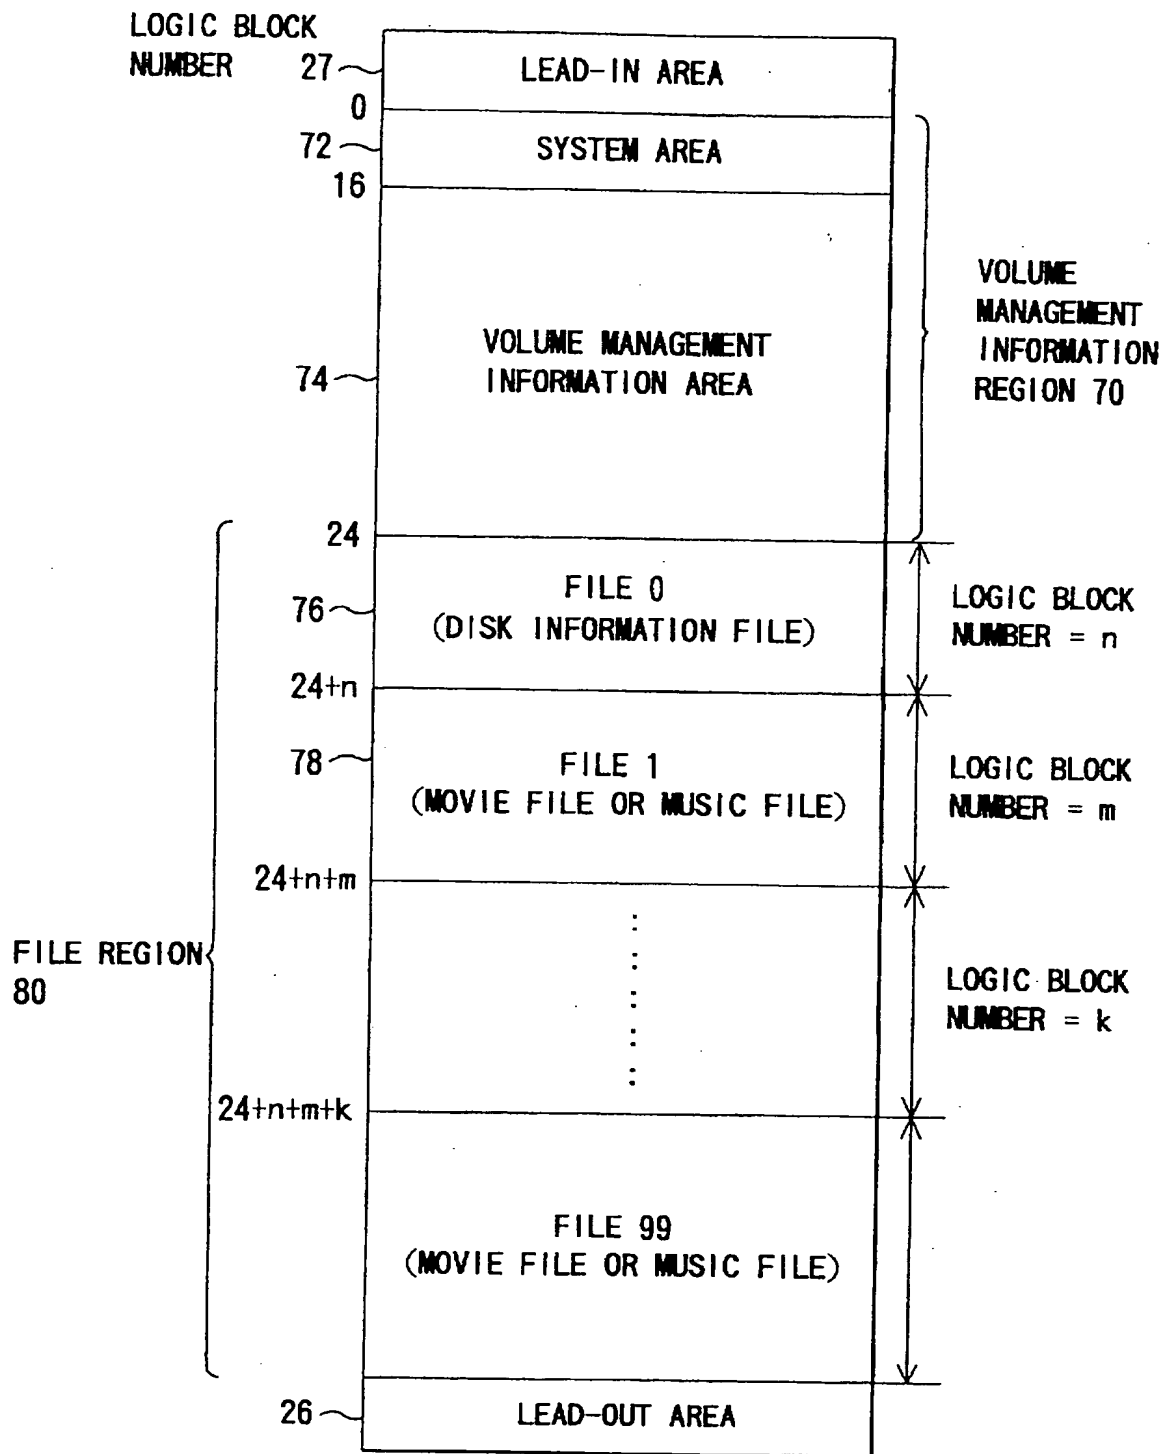 LOGIC BLOCK
NUMBER
27
LEAD-IN AREA
0
72
SYSTEM AREA
16
VOLUME
MANAGEMENT
INFORMATION
REGION 70
VOLUME MANAGEMENT
INFORMATION AREA
74
24
FILE 0
(DISK INFORMATION FILE)
76
LOGIC BLOCK
NUMBER = n
24+n
78
FILE 1
(MOVIE FILE OR MUSIC FILE)
LOGIC BLOCK
NUMBER = m
24+n+m
FILE REGION
80
LOGIC BLOCK
NUMBER = k
24+n+m+k
FILE 99
(MOVIE FILE OR MUSIC FILE)
26
LEAD-OUT AREA